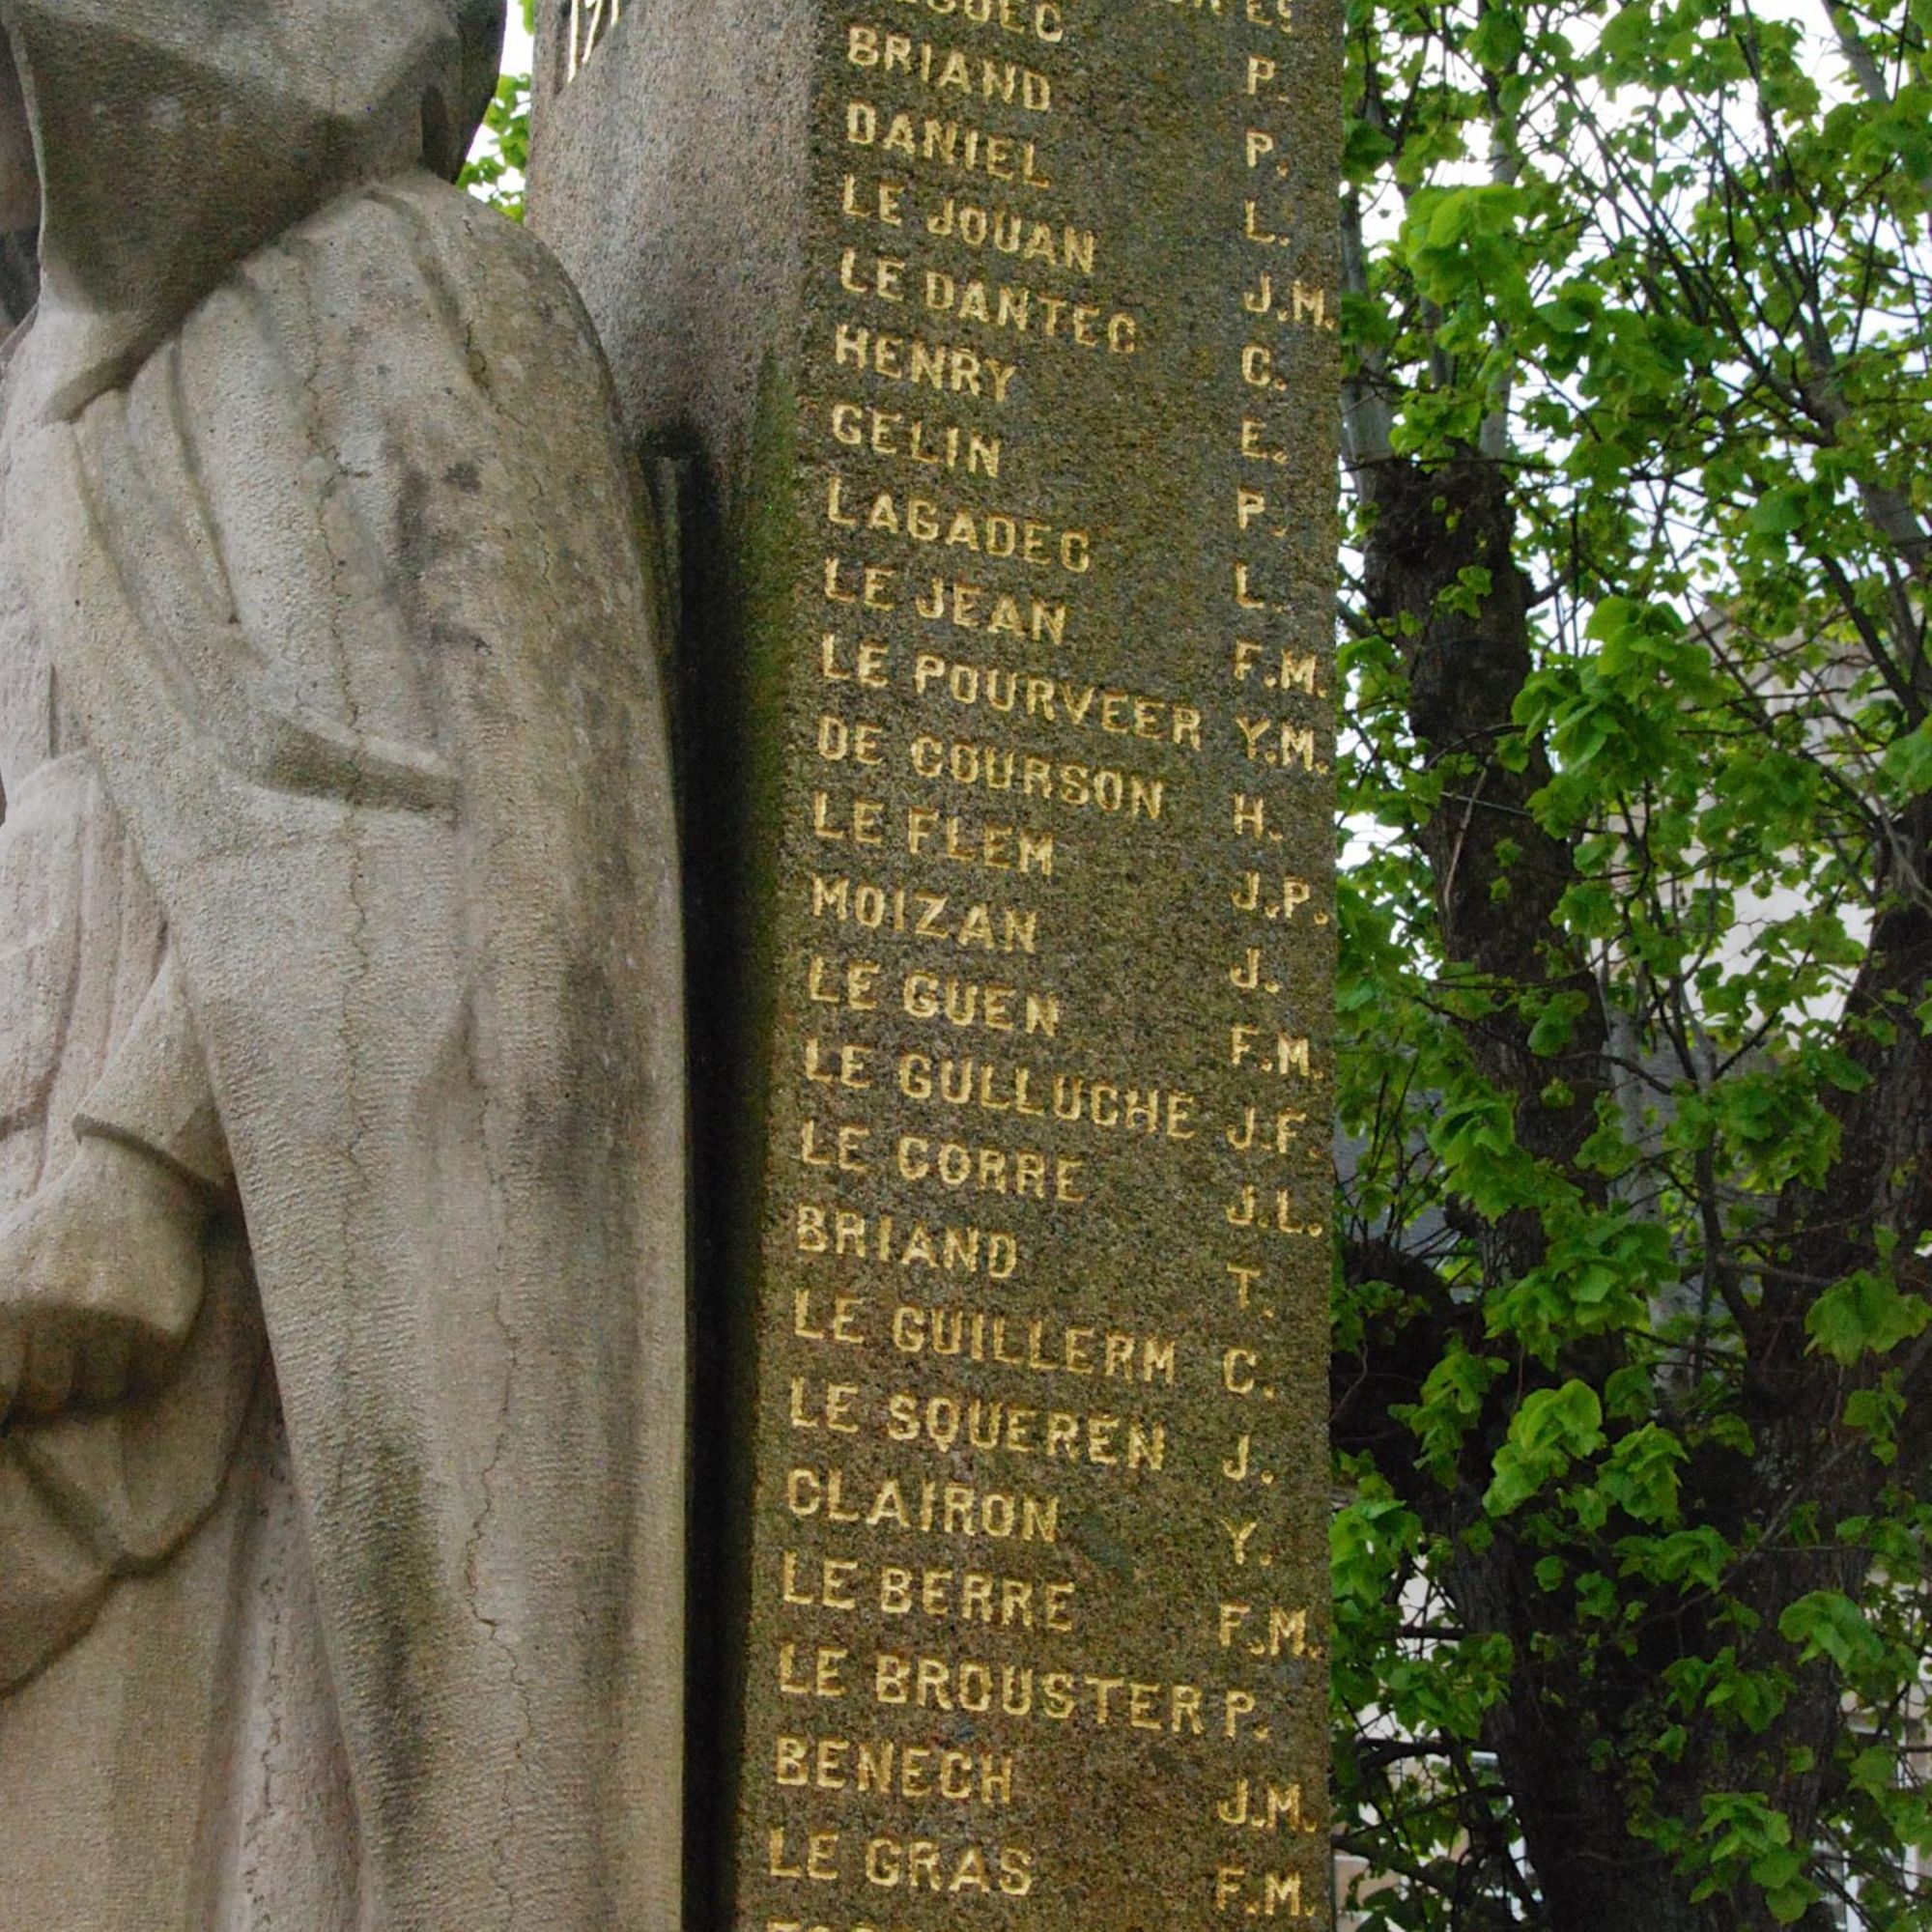 P.
BRIAND P.
DANIEL L.
LE JOUAN J.M.
LE DANTEC C.
HENRY E.
GELIN P.
LAGADEC L.
LE JEAN F.M.
LE POURVEER Y.M.
DE COURSON H.
LE FLEM J.P.
MOIZAN J.
LE GUEN F.M.
LE GULLUCHE J.F.
LE CORRE J.L.
BRIAND T.
LE GUILLERM C.
LE SQUEREN J.
CLAIRON Y.
LE BERRE F.M.
LE BROUSTER P.
BENECH J.M.
LE GRAS F.M.